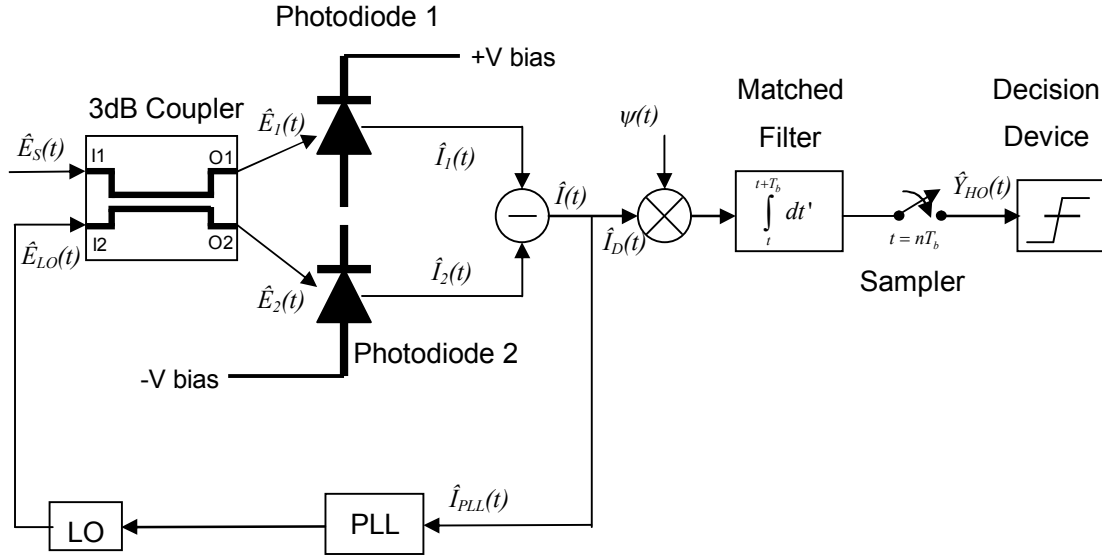 Photodiode 1
+V bias
3dB Coupler
Ê_S(t)
I1
O1
Ê_1(t)
I2
O2
Ê_LO(t)
Ê_2(t)
Î_1(t)
Î_2(t)
−
Î(t)
Î_D(t)
ψ(t)
Matched
Filter
∫_t^{t+T_b} dt'
t = nT_b
Sampler
Ŷ_HO(t)
Decision
Device
Photodiode 2
-V bias
LO
PLL
Î_PLL(t)